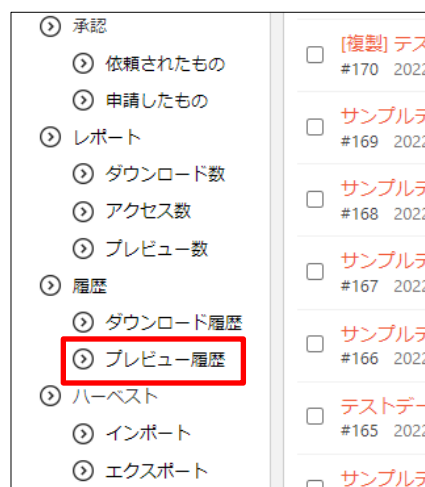 承認
依頼されたもの
申請したもの
レポート
ダウンロード数
アクセス数
プレビュー数
履歴
ダウンロード履歴
プレビュー履歴
ハーベスト
インポート
エクスポート
[複製] テス
#170 2022
サンプルデ
#169 2022
サンプルデ
#168 2022
サンプルデ
#167 2022
サンプルデ
#166 2022
テストデー
#165 2022
サンプルデ